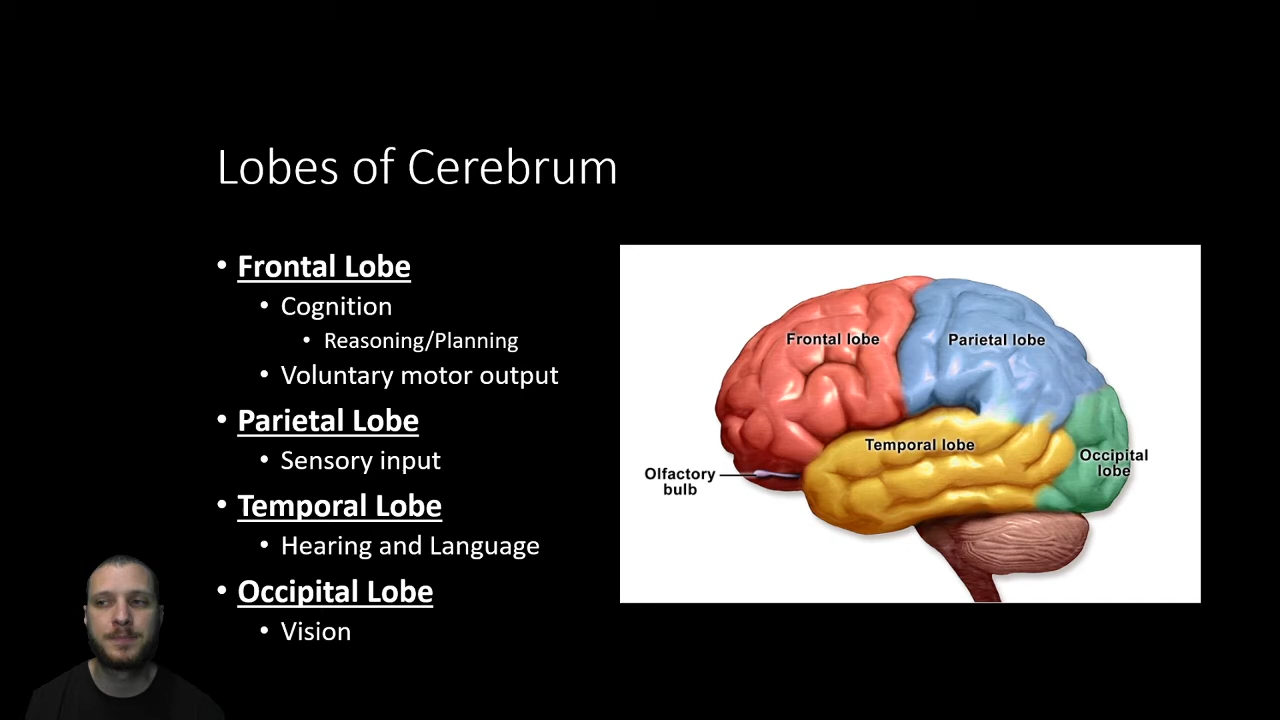 Lobes of Cerebrum
• Frontal Lobe
• Cognition
• Reasoning/Planning
• Voluntary motor output
• Parietal Lobe
• Sensory input
• Temporal Lobe
• Hearing and Language
• Occipital Lobe
• Vision
Frontal lobe
Parietal lobe
Temporal lobe
Occipital
lobe
Olfactory
bulb